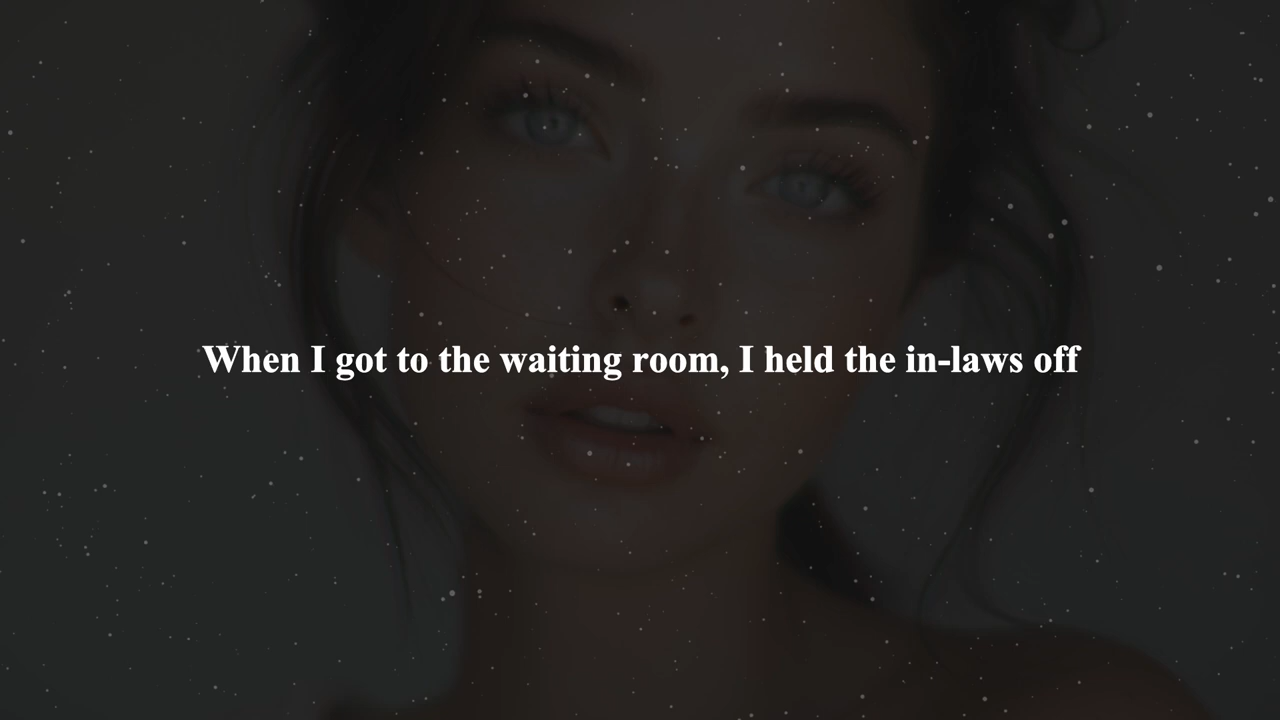 When I got to the waiting room, I held the in-laws off